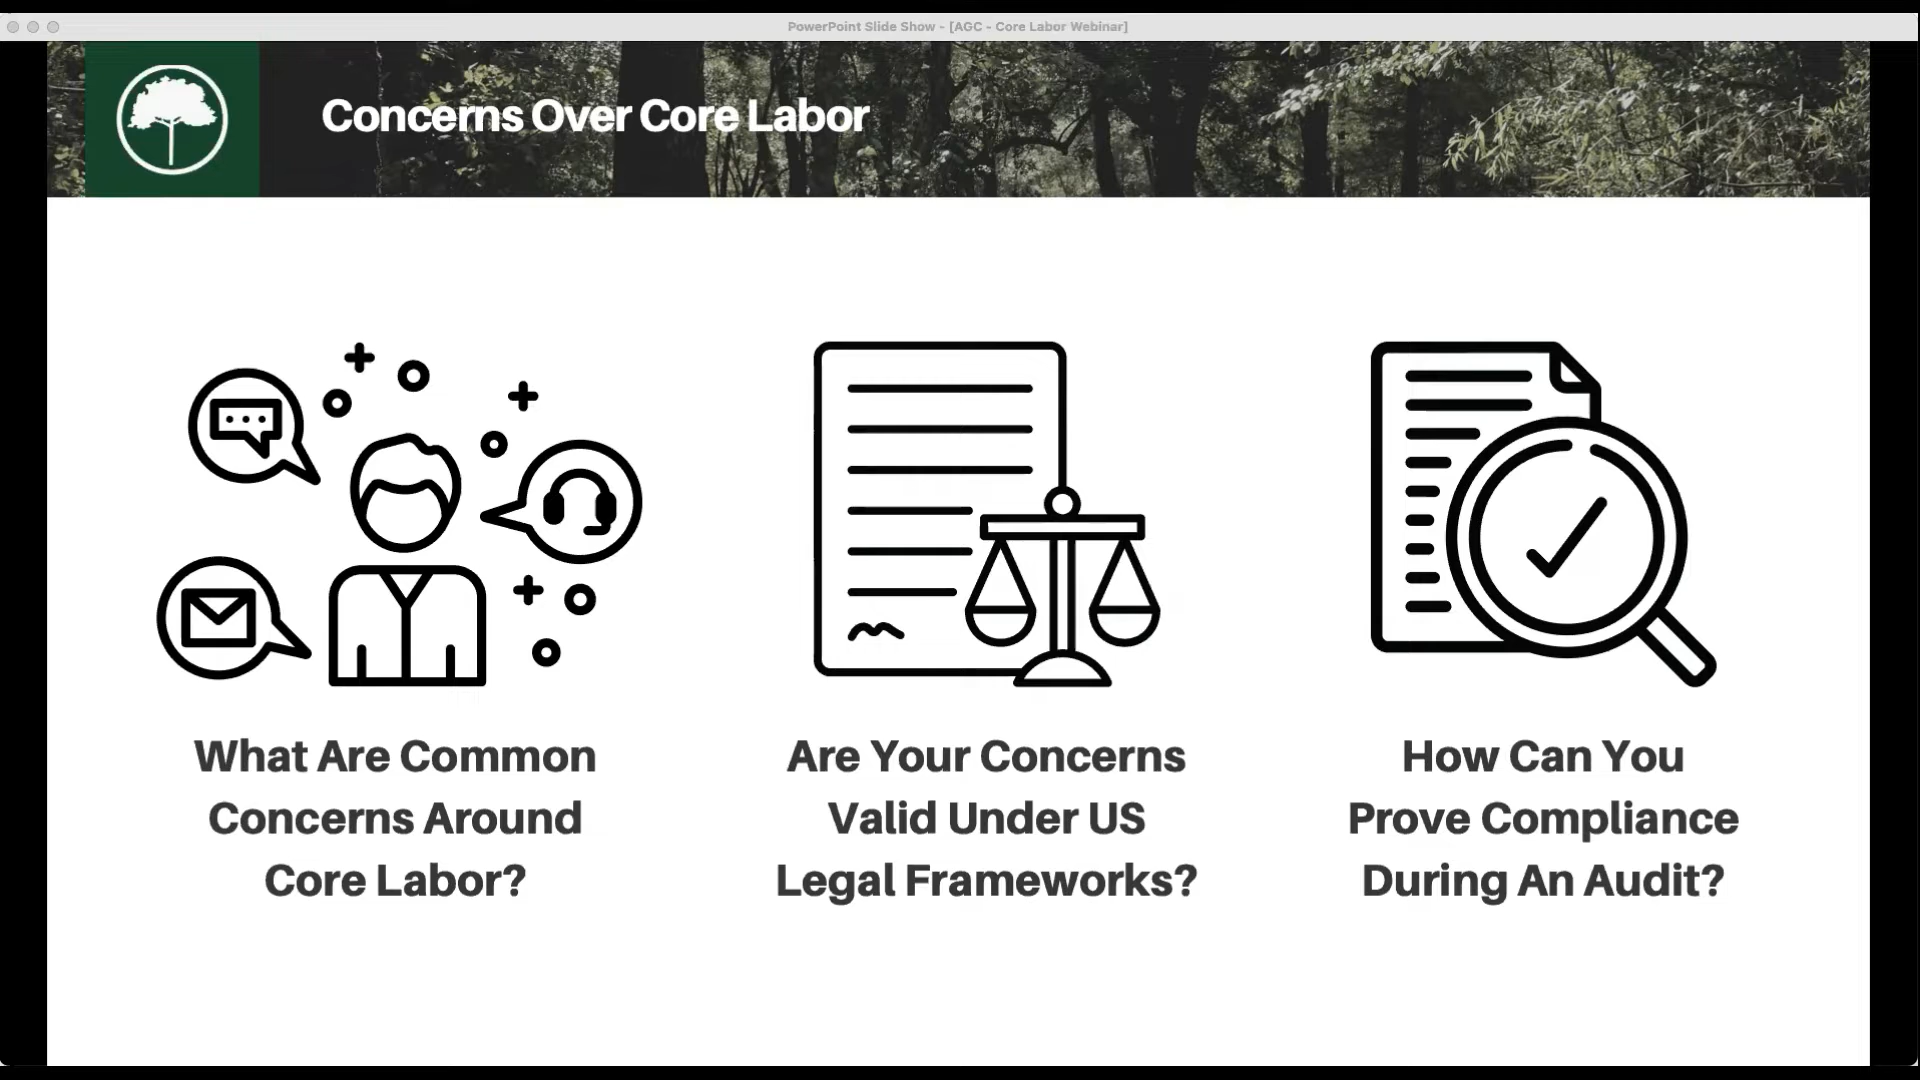 PowerPoint Slide Show - [AGC - Core Labor Webinar]
Concerns Over Core Labor
What Are Common
Concerns Around
Core Labor?
Are Your Concerns
Valid Under US
Legal Frameworks?
How Can You
Prove Compliance
During An Audit?